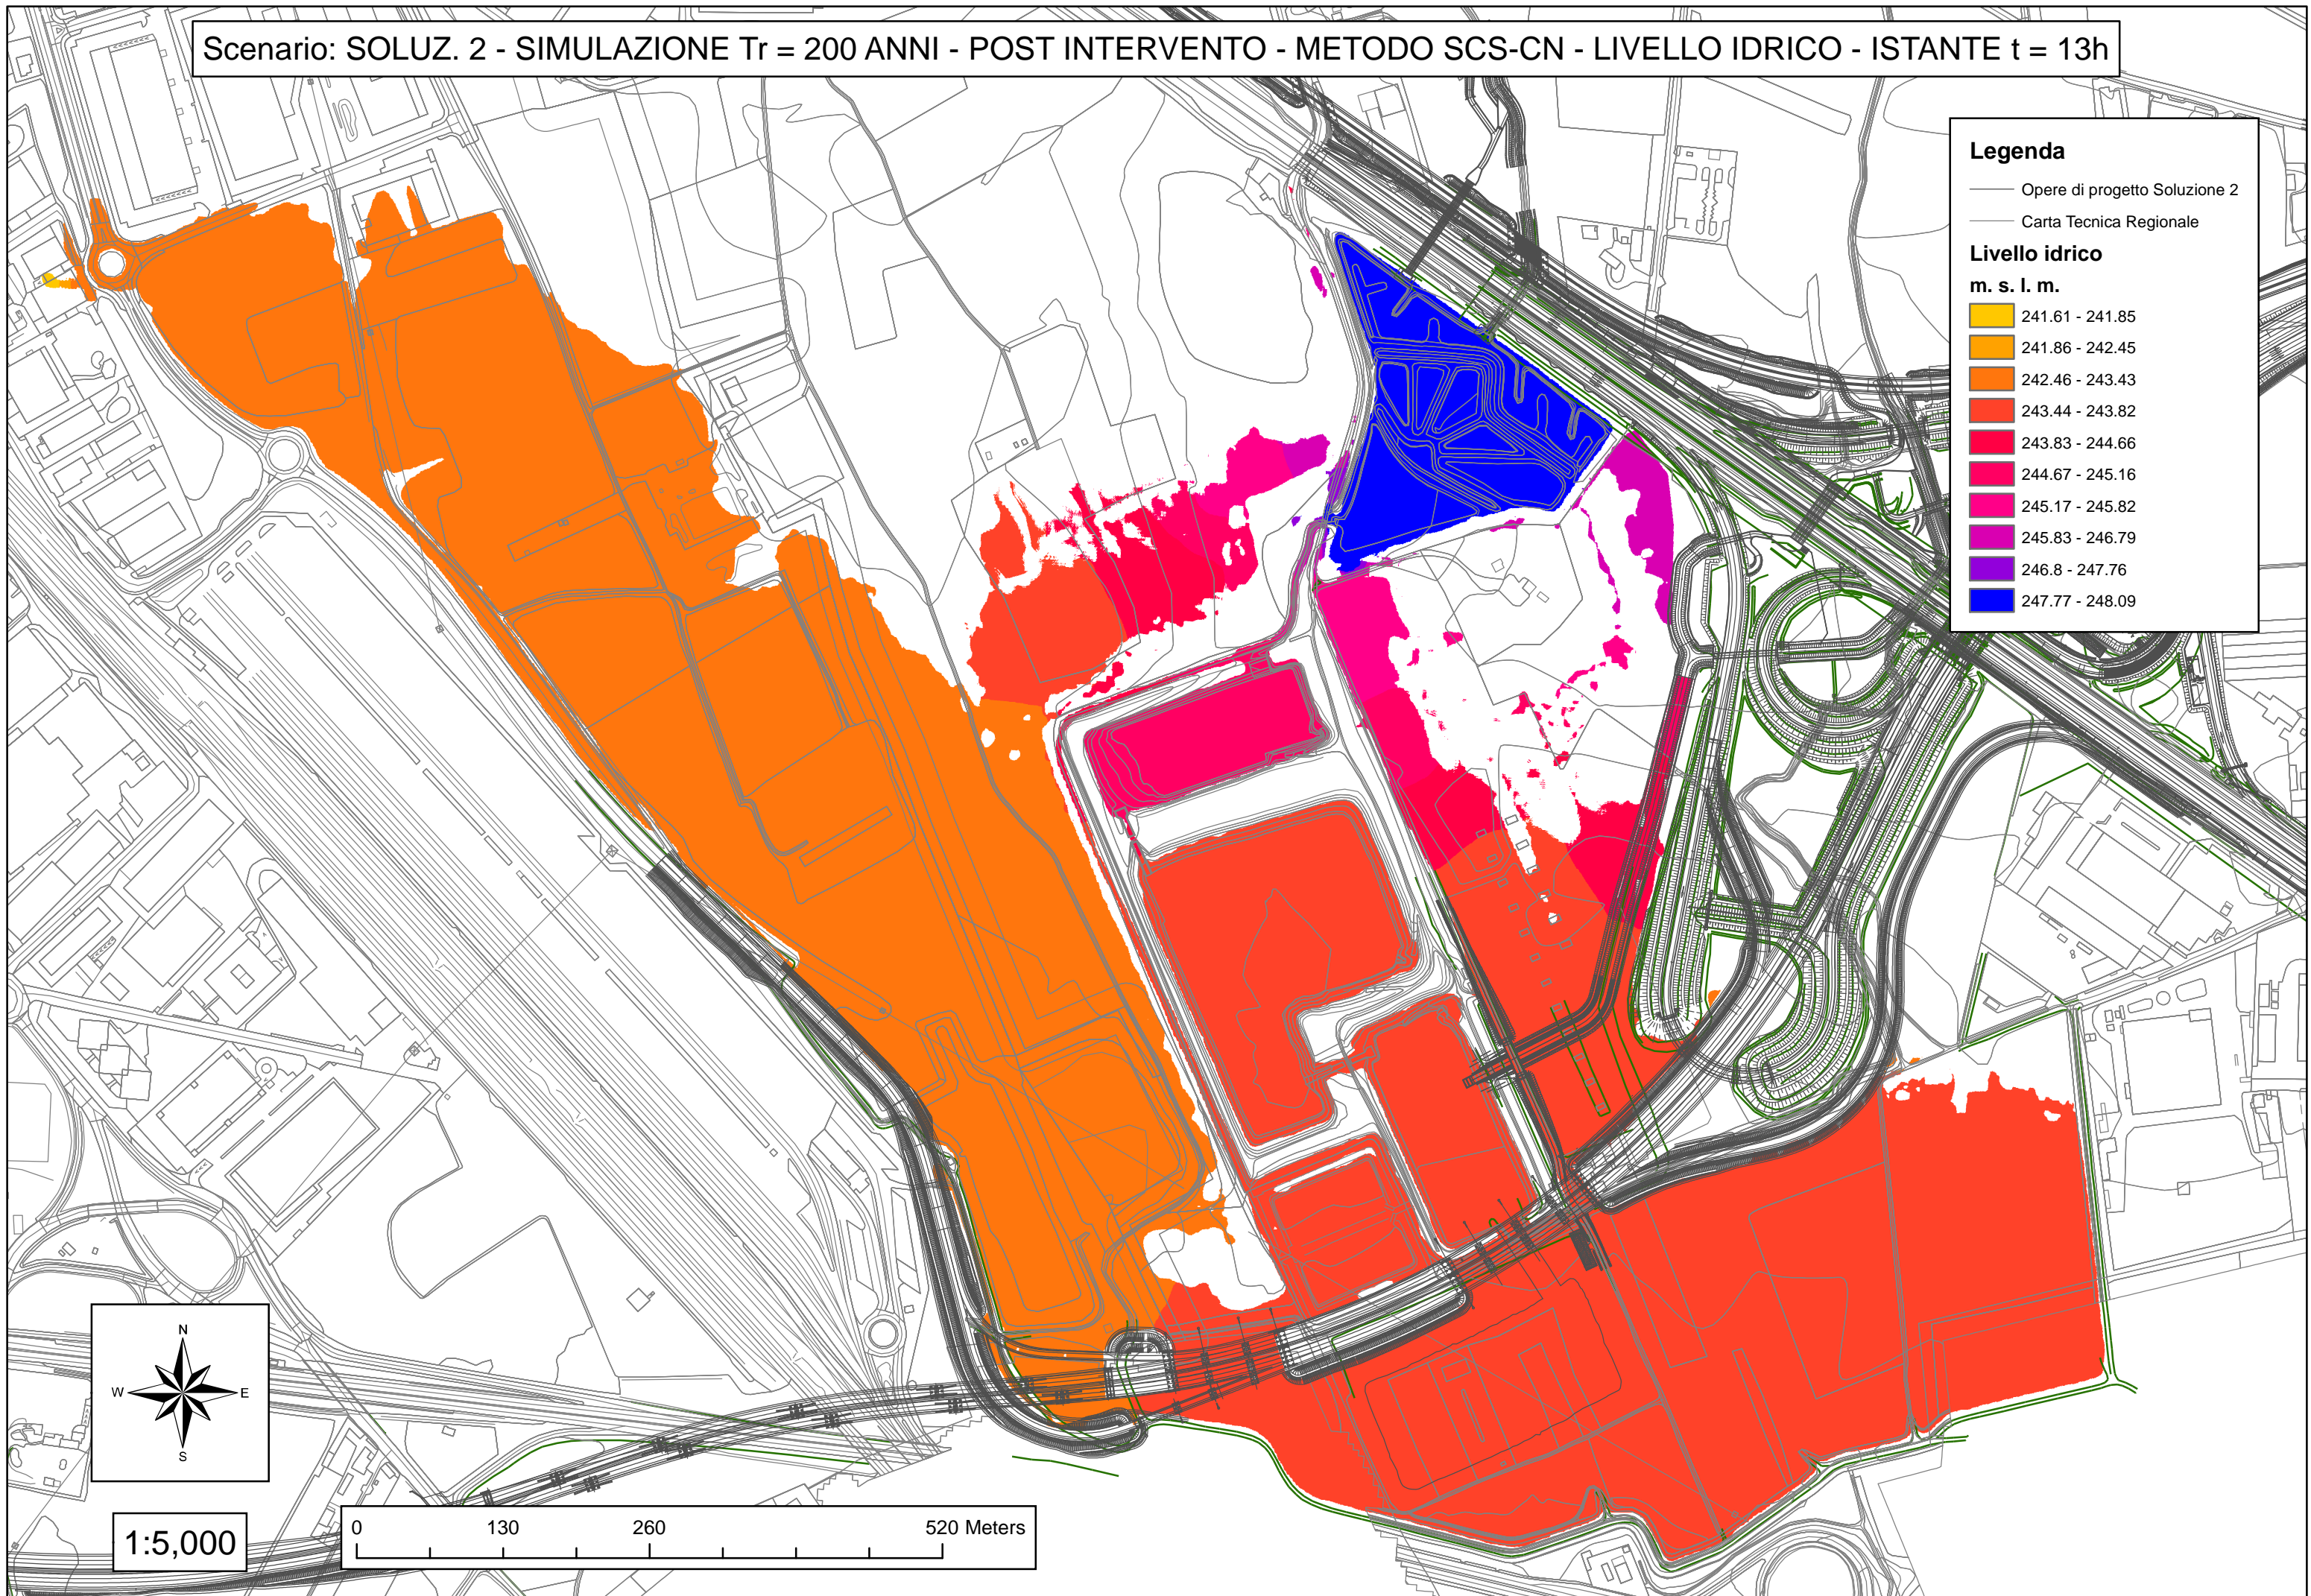 Scenario: SOLUZ. 2 - SIMULAZIONE Tr = 200 ANNI - POST INTERVENTO - METODO SCS-CN - LIVELLO IDRICO - ISTANTE t = 13h
Legenda
Opere di progetto Soluzione 2
Carta Tecnica Regionale
Livello idrico
m. s. l. m.
241.61 - 241.85
241.86 - 242.45
242.46 - 243.43
243.44 - 243.82
243.83 - 244.66
244.67 - 245.16
245.17 - 245.82
245.83 - 246.79
246.8 - 247.76
247.77 - 248.09
N
W E
S
1:5,000
0 130 260 520 Meters